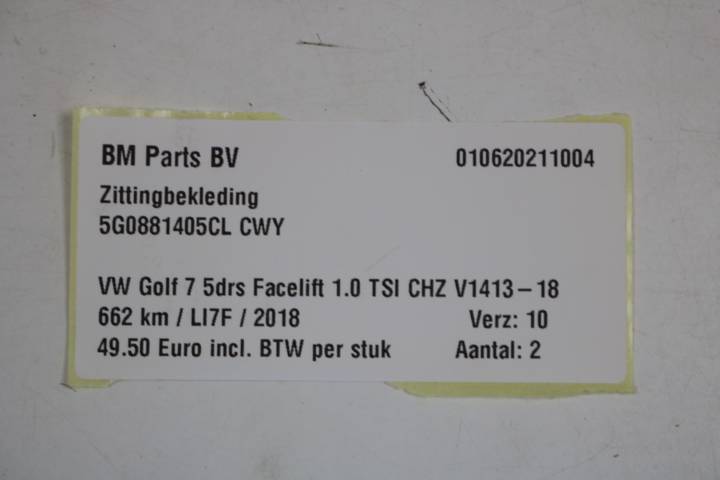 BM Parts BV 010620211004
Zittingbekleding
5G0881405CL CWY
VW Golf 7 5drs Facelift 1.0 TSI CHZ V1413-18
662 km / LI7F / 2018 Verz: 10
49.50 Euro incl. BTW per stuk Aantal: 2